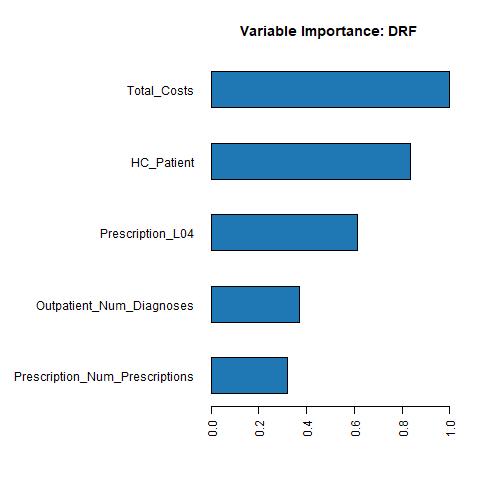 Variable Importance: DRF
Total_Costs
HC_Patient
Prescription_L04
Outpatient_Num_Diagnoses
Prescription_Num_Prescriptions
0.0
0.2
0.4
0.6
0.8
1.0